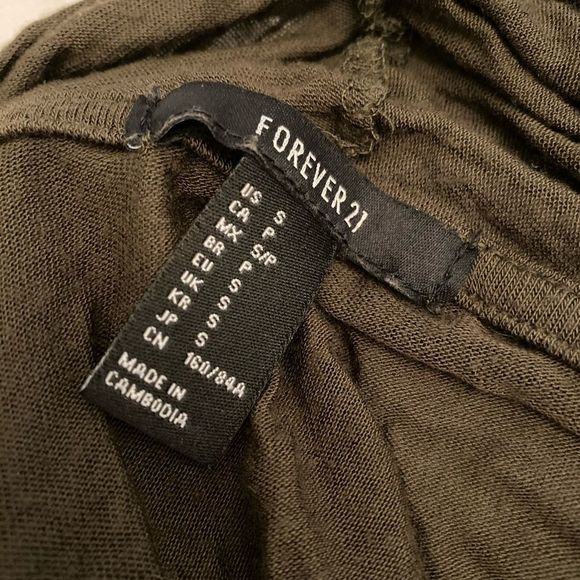 FOREVER 21
US S
CA P
MX S/P
BR P
EU S
UK S
KR S
JP S
CN 160/84A
MADE IN
CAMBODIA